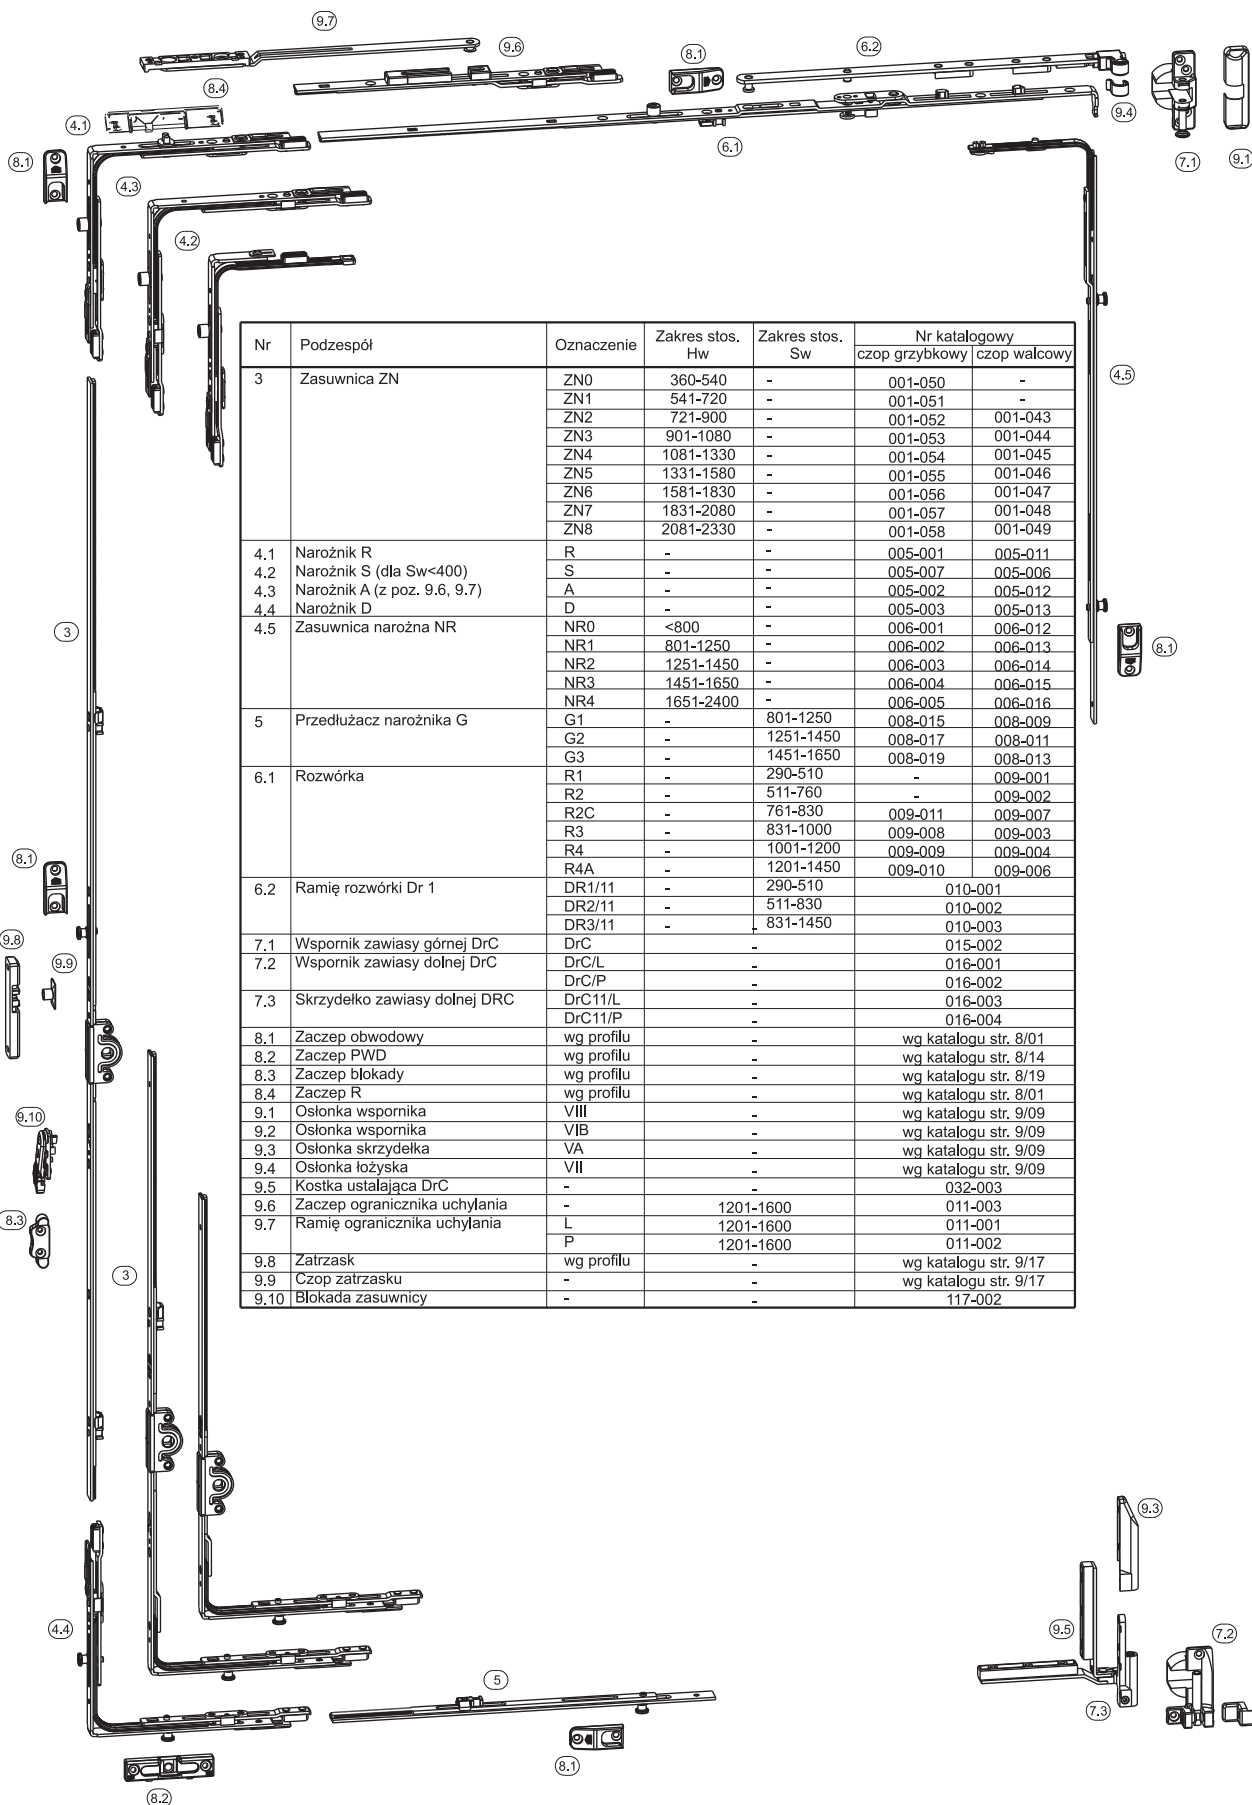 9.7
9.6
8.1
6.2
8.4
4.1
9.4
8.1
6.1
7.1
9.1
4.3
4.2
Nr Podzespół Oznaczenie Zakres stos. Hw Zakres stos. Sw Nr katalogowy
czop grzybkowy czop walcowy
3 Zasuwnica ZN ZN0 360-540 - 001-050 -
ZN1 541-720 - 001-051 -
ZN2 721-900 - 001-052 001-043
ZN3 901-1080 - 001-053 001-044
ZN4 1081-1330 - 001-054 001-045
ZN5 1331-1580 - 001-055 001-046
ZN6 1581-1830 - 001-056 001-047
ZN7 1831-2080 - 001-057 001-048
ZN8 2081-2330 - 001-058 001-049
4.1 Narożnik R R - - 005-001 005-011
4.2 Narożnik S (dla Sw<400) S - - 005-007 005-006
4.3 Narożnik A (z poz. 9.6, 9.7) A - - 005-002 005-012
4.4 Narożnik D D - - 005-003 005-013
4.5 Zasuwnica narożna NR NR0 <800 - 006-001 006-012
NR1 801-1250 - 006-002 006-013
NR2 1251-1450 - 006-003 006-014
NR3 1451-1650 - 006-004 006-015
NR4 1651-2400 - 006-005 006-016
5 Przedłużacz narożnika G G1 - 801-1250 008-015 008-009
G2 - 1251-1450 008-017 008-011
G3 - 1451-1650 008-019 008-013
6.1 Rozwórka R1 - 290-510 - 009-001
R2 - 511-760 - 009-002
R2C - 761-830 009-011 009-007
R3 - 831-1000 009-008 009-003
R4 - 1001-1200 009-009 009-004
R4A - 1201-1450 009-010 009-006
6.2 Ramię rozwórki Dr 1 DR1/11 - 290-510 010-001
DR2/11 - 511-830 010-002
DR3/11 - - 831-1450 010-003
7.1 Wspornik zawiasy górnej DrC DrC - 015-002
7.2 Wspornik zawiasy dolnej DrC DrC/L - 016-001
DrC/P - 016-002
7.3 Skrzydełko zawiasy dolnej DRC DrC11/L - 016-003
DrC11/P - 016-004
8.1 Zaczep obwodowy wg profilu - wg katalogu str. 8/01
8.2 Zaczep PWD wg profilu - wg katalogu str. 8/14
8.3 Zaczep blokady wg profilu - wg katalogu str. 8/19
8.4 Zaczep R wg profilu - wg katalogu str. 8/01
9.1 Osłonka wspornika VIII - wg katalogu str. 9/09
9.2 Osłonka wspornika VIB - wg katalogu str. 9/09
9.3 Osłonka skrzydełka VA - wg katalogu str. 9/09
9.4 Osłonka łożyska VII - wg katalogu str. 9/09
9.5 Kostka ustalająca DrC - - 032-003
9.6 Zaczep ogranicznika uchylania - 1201-1600 011-003
9.7 Ramię ogranicznika uchylania L 1201-1600 011-001
P 1201-1600 011-002
9.8 Zatrzask wg profilu - wg katalogu str. 9/17
9.9 Czop zatrzasku - - wg katalogu str. 9/17
9.10 Blokada zasuwnicy - - 117-002
4.5
3
8.1
8.1
9.8
9.9
9.10
8.3
3
9.3
4.4
9.5
7.2
5
7.3
8.1
8.2